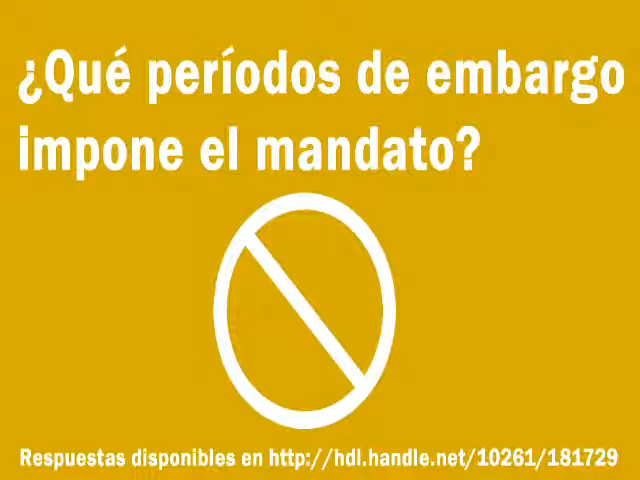 ¿Qué períodos de embargo
impone el mandato?
Respuestas disponibles en http://hdl.handle.net/10261/181729